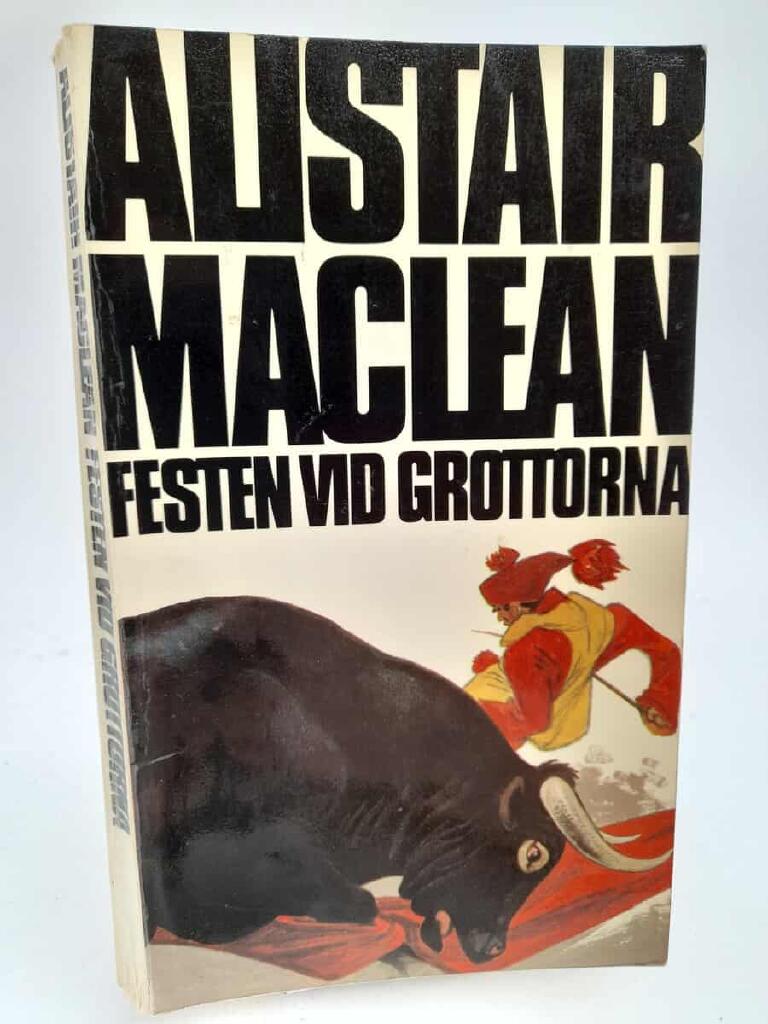 ALISTAIR
MACLEAN
FESTEN VID GROTTORNA
ALISTAIR MACLEAN FESTEN VID GROTTORNA